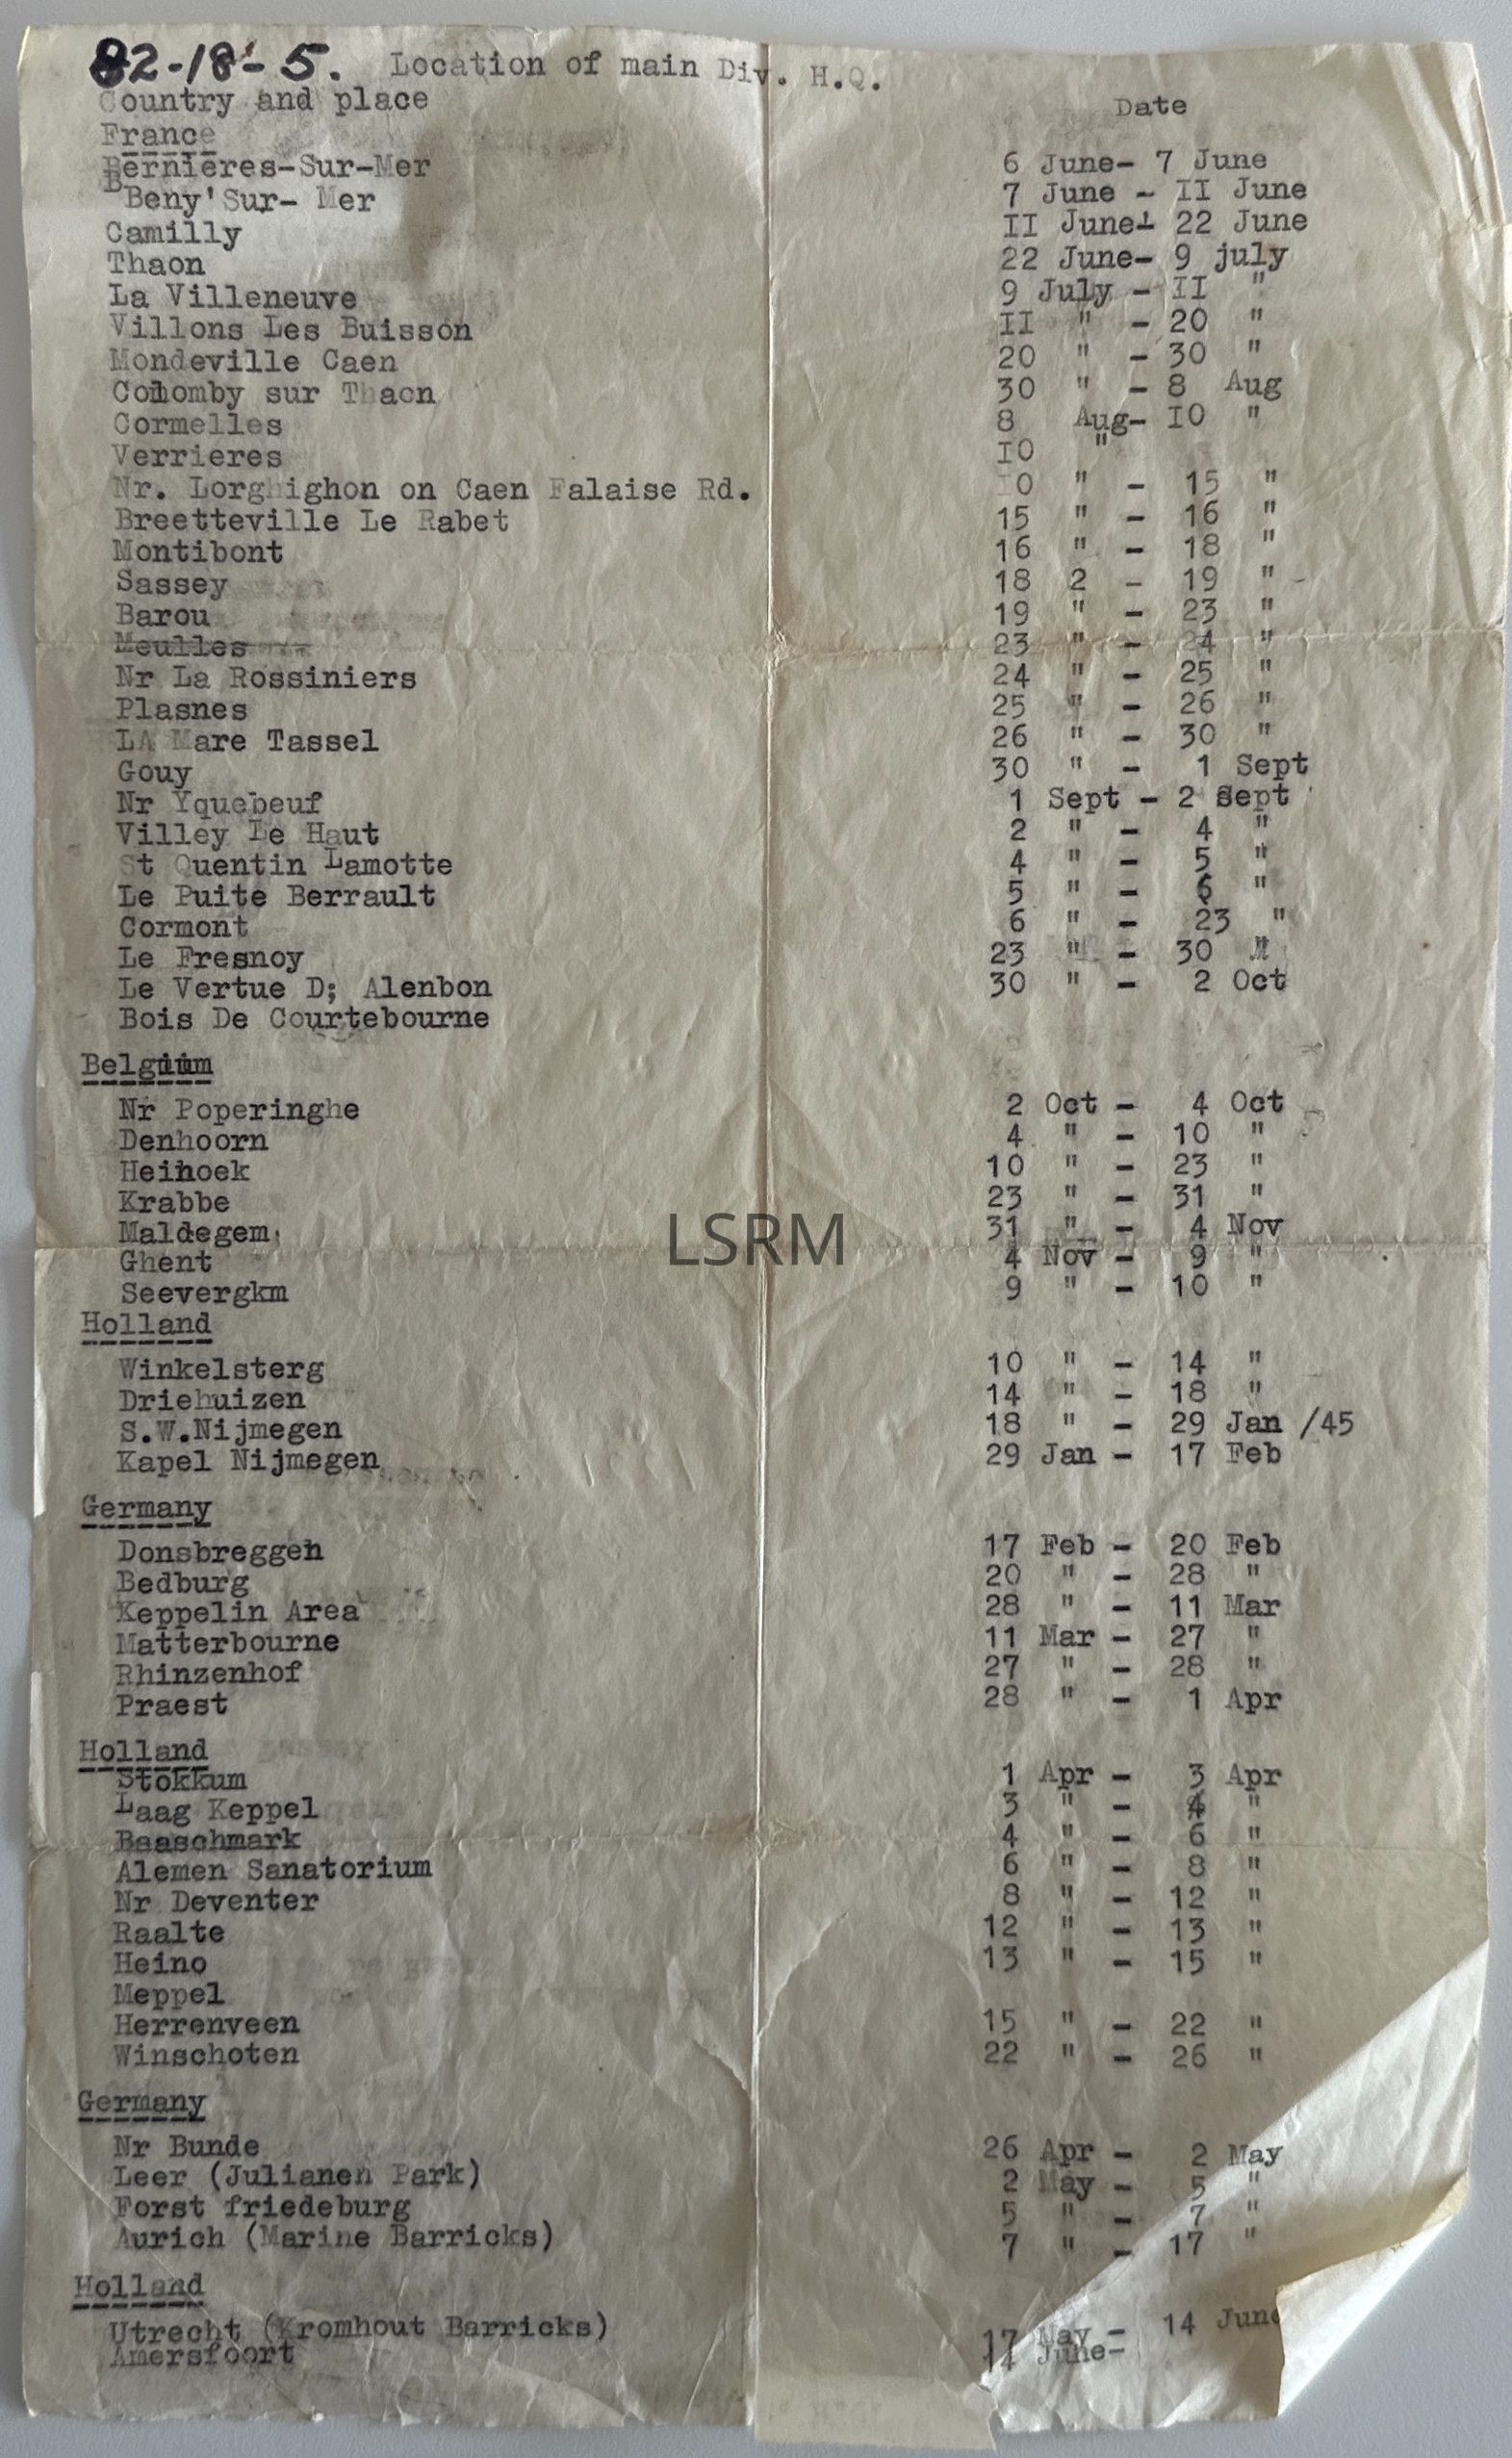 82-18-5. Location of main Div. H.Q.
Country and place Date
France
Bernieres-Sur-Mer 6 June- 7 June
Beny'Sur- Mer 7 June - II June
Camilly II June- 22 June
Thaon 22 June- 9 july
La Villeneuve 9 July - II "
Villons Les Buisson II " - 20 "
Mondeville Caen 20 " - 30 "
Colomby sur Thaon 30 " - 8 Aug
Cormelles 8 Aug- IO "
Verrieres IO "
Nr. Lorghighon on Caen Falaise Rd. IO " - 15 "
Breetteville Le Rabet 15 " - 16 "
Montibont 16 " - 18 "
Sassey 18 2 - 19 "
Barou 19 " - 23 "
Meulles 23 " - 24 "
Nr La Rossiniers 24 " - 25 "
Plasnes 25 " - 26 "
LA Mare Tassel 26 " - 30 "
Gouy 30 " - 1 Sept
Nr Yquebeuf 1 Sept - 2 Sept
Villey Le Haut 2 " - 4 "
St Quentin Lamotte 4 " - 5 "
Le Puite Berrault 5 " - 6 "
Cormont 6 " - 23 "
Le Fresnoy 23 " - 30 "
Le Vertue D; Alenbon 30 " - 2 Oct
Bois De Courtebourne
Belgium
Nr Poperinghe 2 Oct - 4 Oct
Denhoorn 4 " - 10 "
Heihoek 10 " - 23 "
Krabbe 23 " - 31 "
Maldegem 31 " - 4 Nov
LSRM
Ghent 4 Nov - 9 "
Seevergkm 9 " - 10 "
Holland
Winkelsterg 10 " - 14 "
Driehuizen 14 " - 18 "
S.W.Nijmegen 18 " - 29 Jan /45
Kapel Nijmegen 29 Jan - 17 Feb
Germany
Donsbreggen 17 Feb - 20 Feb
Bedburg 20 " - 28 "
Keppelin Area 28 " - 11 Mar
Matterbourne 11 Mar - 27 "
Rhinzenhof 27 " - 28 "
Praest 28 " - 1 Apr
Holland
Stokkum 1 Apr - 3 Apr
Laag Keppel 3 " - 4 "
Baaschmark 4 " - 6 "
Alemen Sanatorium 6 " - 8 "
Nr Deventer 8 " - 12 "
Raalte 12 " - 13 "
Heino 13 " - 15 "
Meppel
Herrenveen 15 " - 22 "
Winschoten 22 " - 26 "
Germany
Nr Bunde 26 Apr - 2 May
Leer (Julianen Park) 2 May - 5 "
Forst friedeburg 5 " - 7 "
Aurich (Marine Barricks) 7 " - 17 "
Holland
Utrecht (Kromhout Barricks) 17 May - 14 June
Amersfoort 14 June-